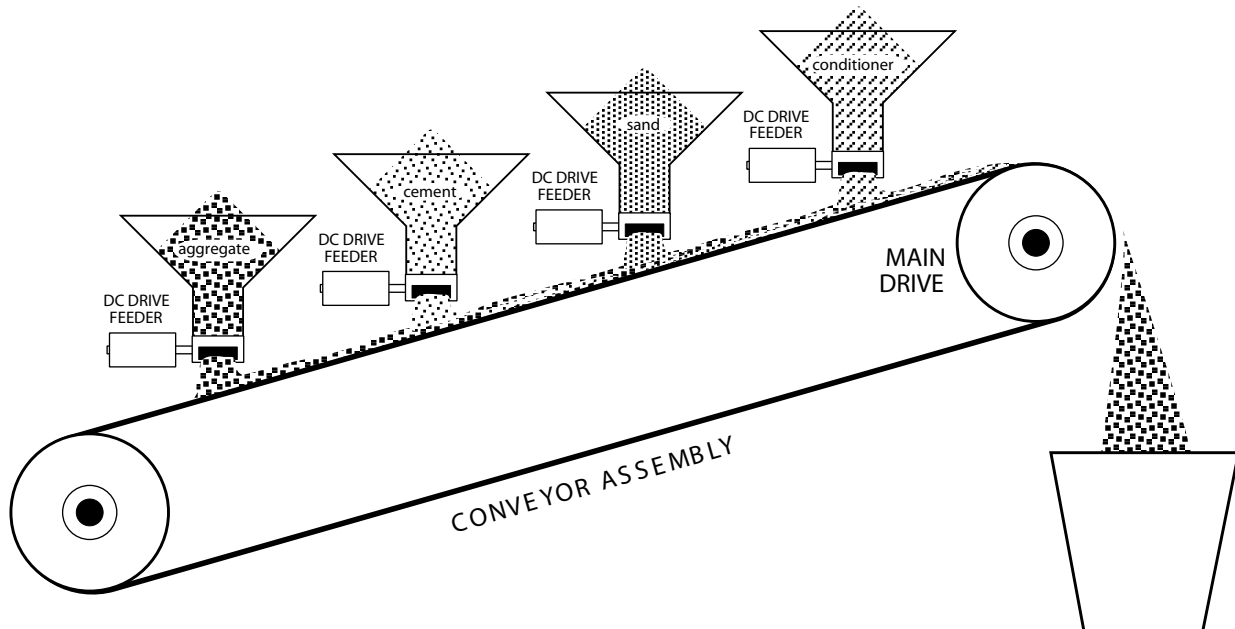 conditioner
DC DRIVE
FEEDER
sand
DC DRIVE
FEEDER
cement
DC DRIVE
FEEDER
aggregate
DC DRIVE
FEEDER
MAIN
DRIVE
CONVEYOR ASSEMBLY